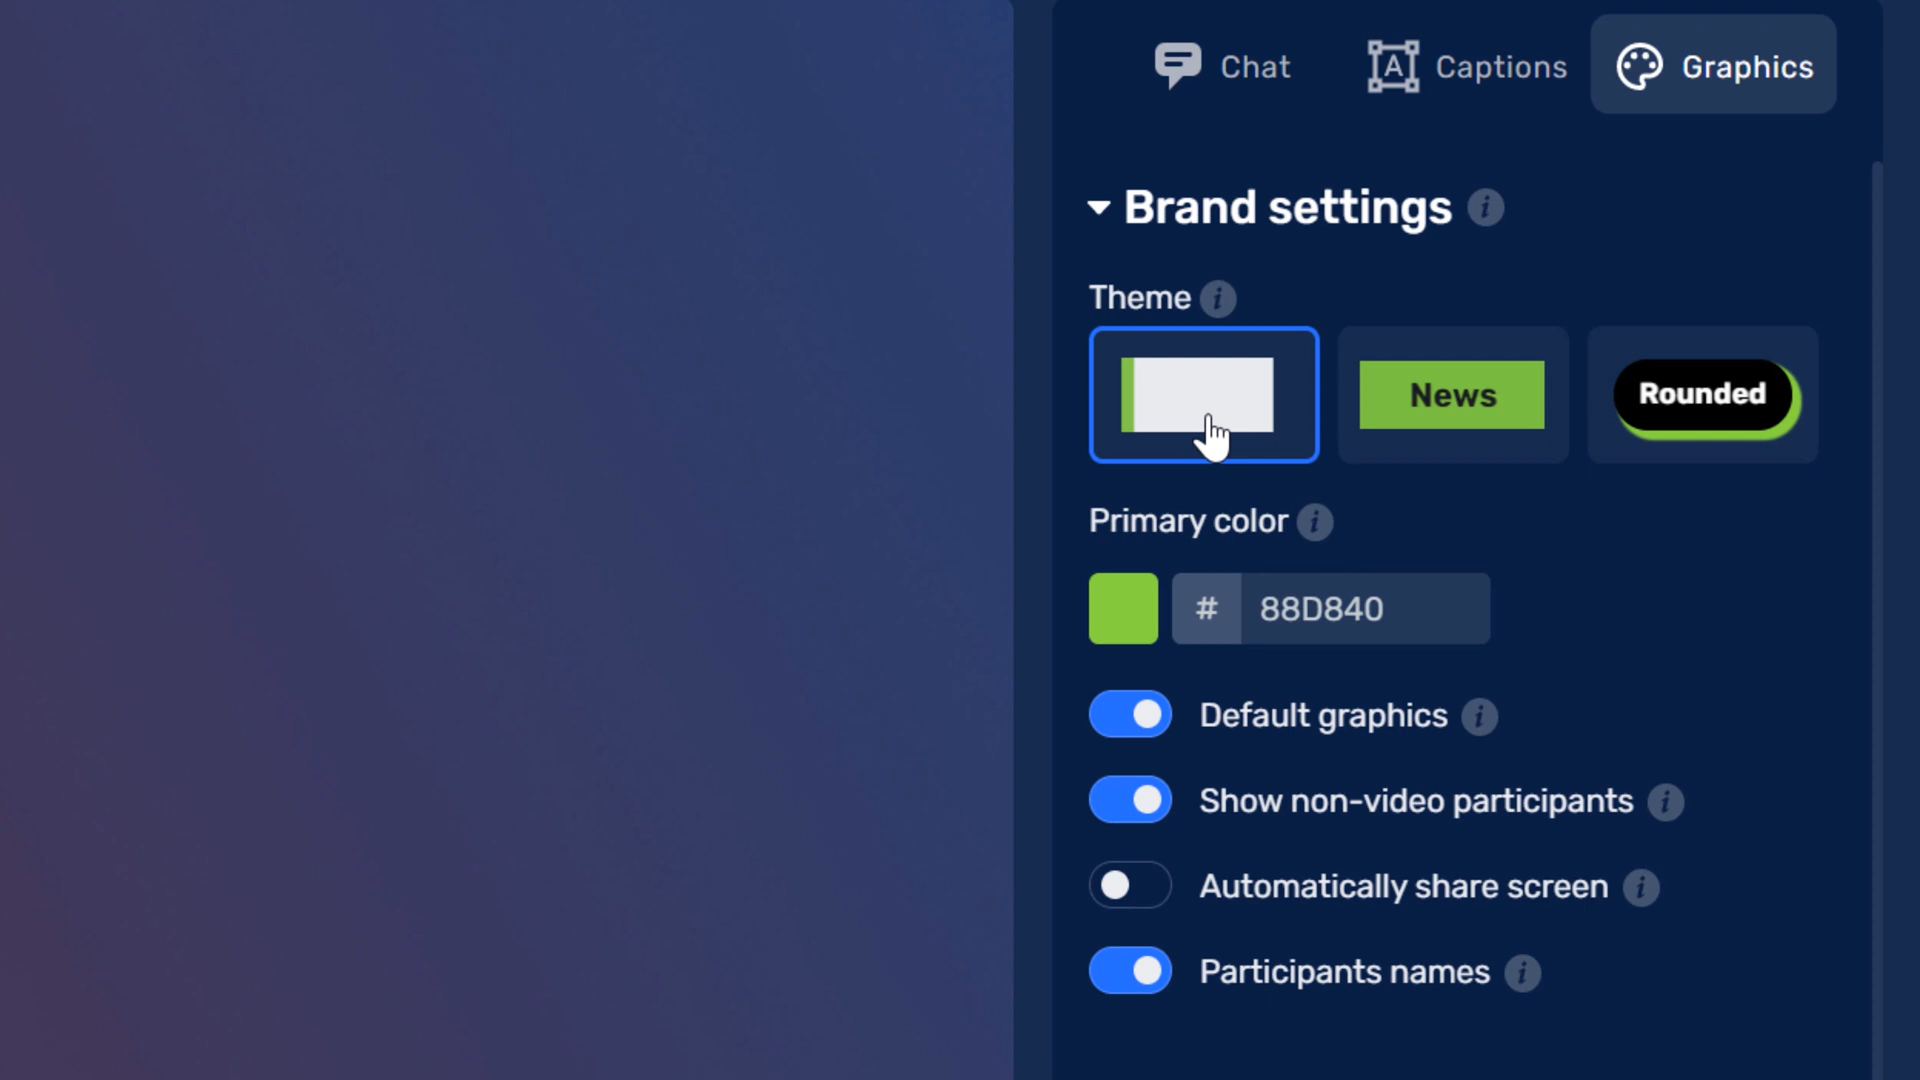 Chat
Captions
Graphics
Brand settings
Theme
News
Rounded
Primary color
# 88D840
Default graphics
Show non-video participants
Automatically share screen
Participants names